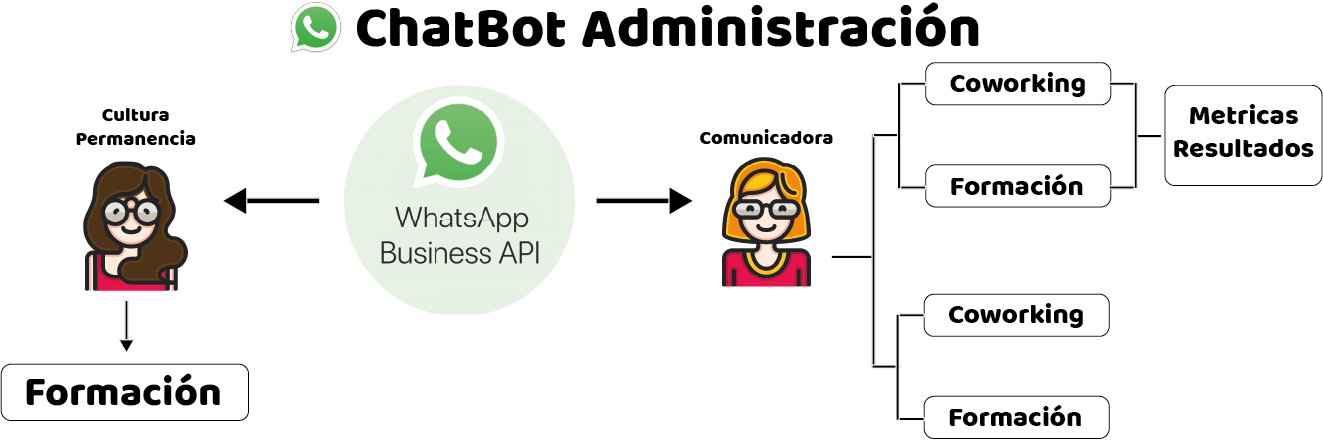 ChatBot Administración
Cultura
Permanencia
WhatsApp
Business API
Comunicadora
Coworking
Formación
Metricas
Resultados
Coworking
Formación
Formación